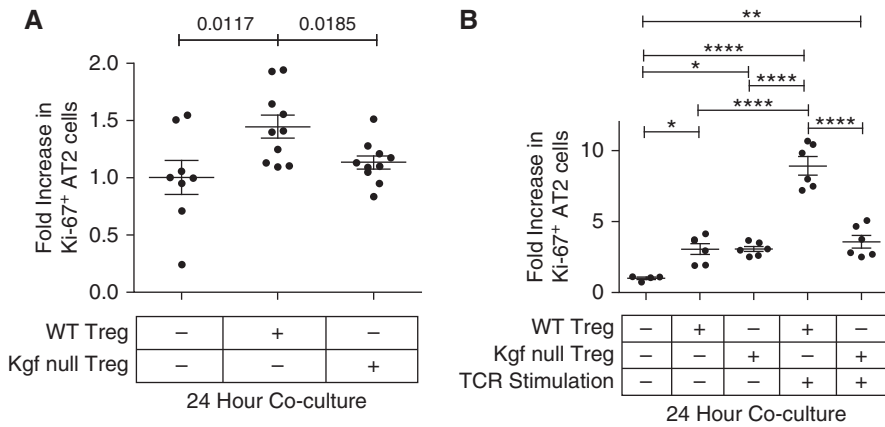 A
0.0117 0.0185
2.0
1.5
1.0
0.5
0.0
Fold Increase in
Ki-67+ AT2 cells
WT Treg − + −
Kgf null Treg − − +
24 Hour Co-culture
B
**
****
* ****
****
* ****
10
5
0
Fold Increase in
Ki-67+ AT2 cells
WT Treg − + − + −
Kgf null Treg − − + − +
TCR Stimulation − − − + +
24 Hour Co-culture